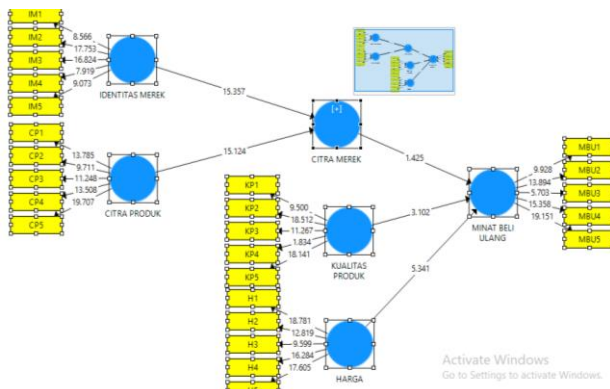 IM1
IM2
IM3
IM4
IM5
8.566
17.753
16.824
7.919
9.073
IDENTITAS MEREK
CP1
CP2
CP3
CP4
CP5
13.785
9.711
11.248
13.508
19.707
CITRA PRODUK
15.357
15.124
[+]
CITRA MEREK
1.425
KP1
KP2
KP3
KP4
KP5
9.500
18.512
11.267
1.834
18.141
KUALITAS
PRODUK
3.102
H1
H2
H3
H4
18.781
12.819
9.599
16.284
17.605
HARGA
5.341
MINAT BELI
ULANG
9.928
13.894
5.703
15.358
19.151
MBU1
MBU2
MBU3
MBU4
MBU5
Activate Windows
Go to Settings to activate Windows.